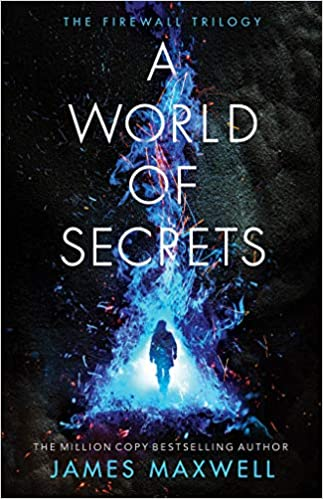 THE FIREWALL TRILOGY
A
WORLD
OF
SECRETS
THE MILLION COPY BESTSELLING AUTHOR
JAMES MAXWELL